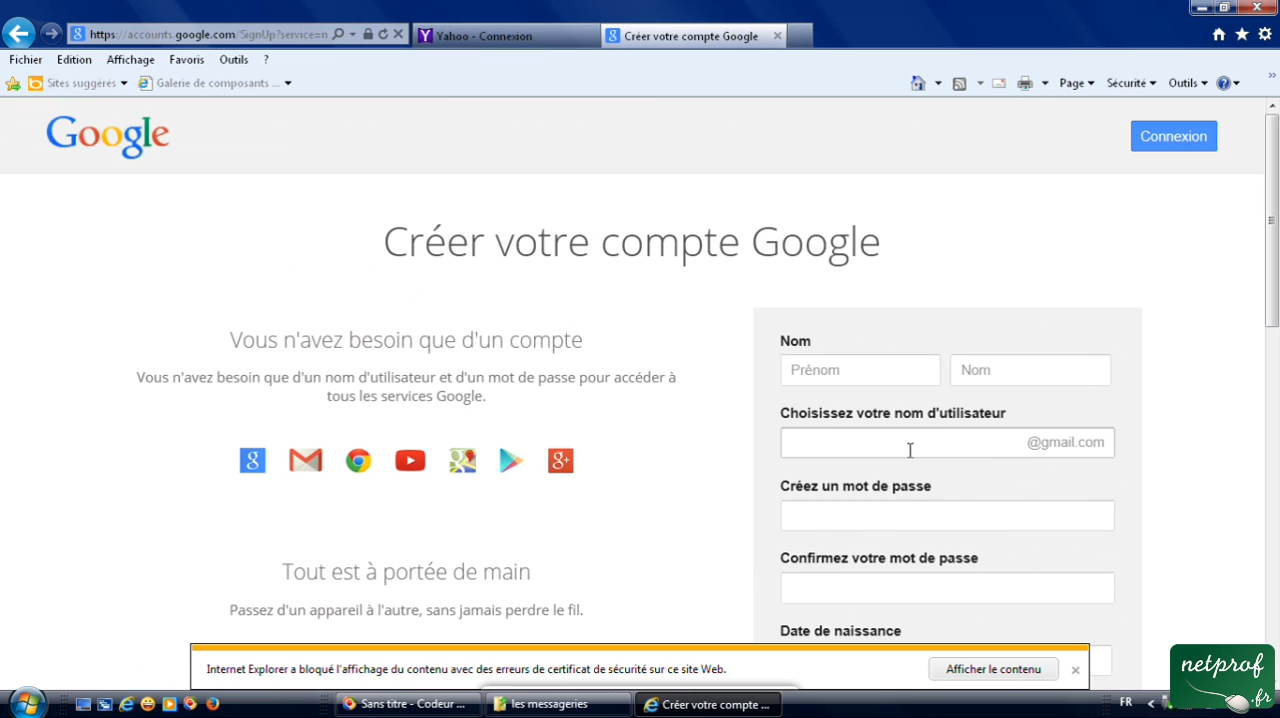 https://accounts.google.com/SignUp?service=n
Yahoo - Connexion
Créer votre compte Google
Fichier Edition Affichage Favoris Outils ?
Sites suggérés
Galerie de composants ...
Page Sécurité Outils
Google
Connexion
Créer votre compte Google
Vous n'avez besoin que d'un compte
Vous n'avez besoin que d'un nom d'utilisateur et d'un mot de passe pour accéder à
tous les services Google.
Tout est à portée de main
Passez d'un appareil à l'autre, sans jamais perdre le fil.
Nom
Prénom
Nom
Choisissez votre nom d'utilisateur
@gmail.com
Créez un mot de passe
Confirmez votre mot de passe
Date de naissance
Internet Explorer a bloqué l'affichage du contenu avec des erreurs de certificat de sécurité sur ce site Web.
Afficher le contenu
netprof
.fr
Sans titre - Codeur ...
les messageries
Créer votre compte ...
FR